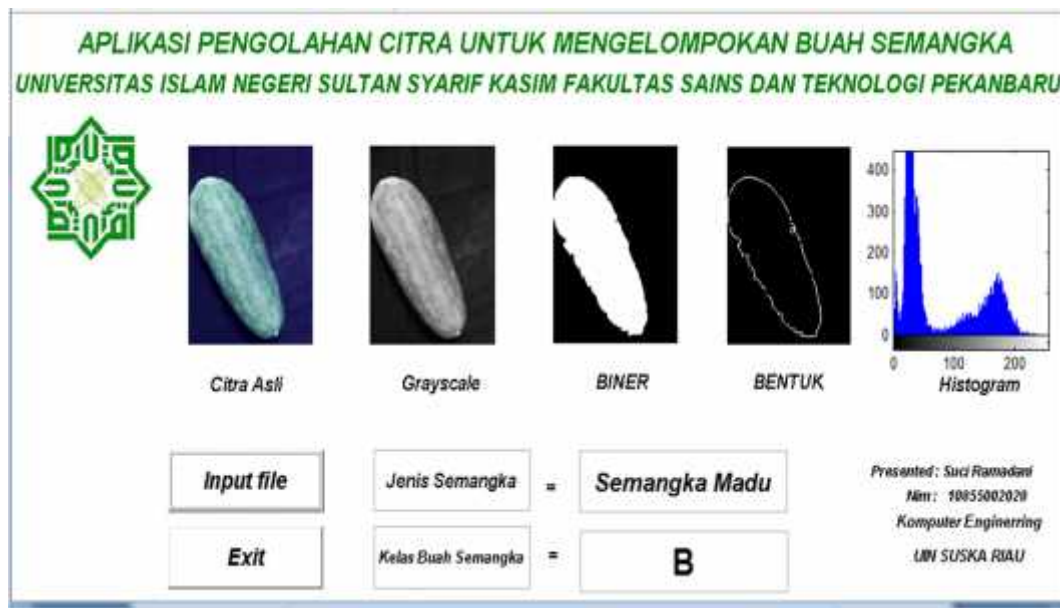 APLIKASI PENGOLAHAN CITRA UNTUK MENGELOMPOKAN BUAH SEMANGKA
UNIVERSITAS ISLAM NEGERI SULTAN SYARIF KASIM FAKULTAS SAINS DAN TEKNOLOGI PEKANBARU
400
300
200
100
0
0 100 200
Citra Asli Grayscale BINER BENTUK Histogram
Input file Jenis Semangka = Semangka Madu
Presented : Suci Ramadani
Nim : 10855002020
Komputer Enginerring
Exit Kelas Buah Semangka = B
UIN SUSKA RIAU